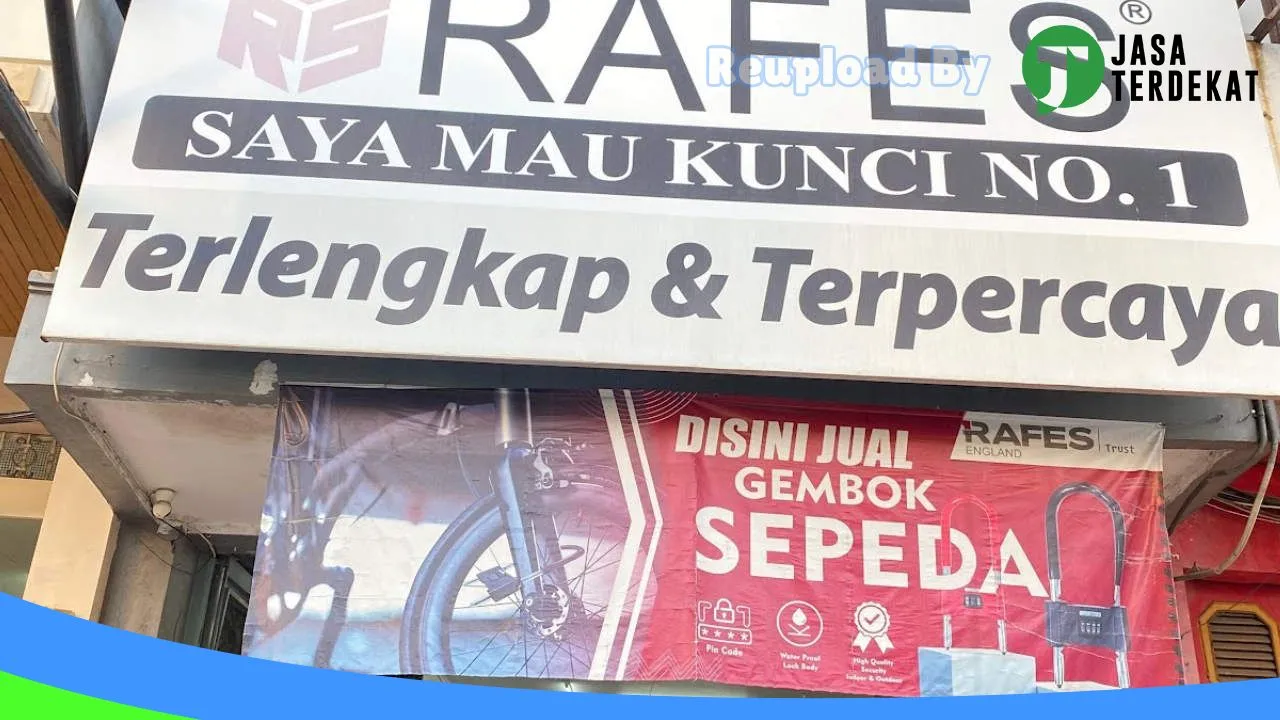 RS RAFES®
Reupload By
JASA
TERDEKAT
SAYA MAU KUNCI NO. 1
Terlengkap & Terpercaya
DISINI JUAL
GEMBOK
SEPEDA
RAFES
ENGLAND
Trust
Pin Code
Water Proof
Lock Body
High Quality
Security
Indoor & Outdoor